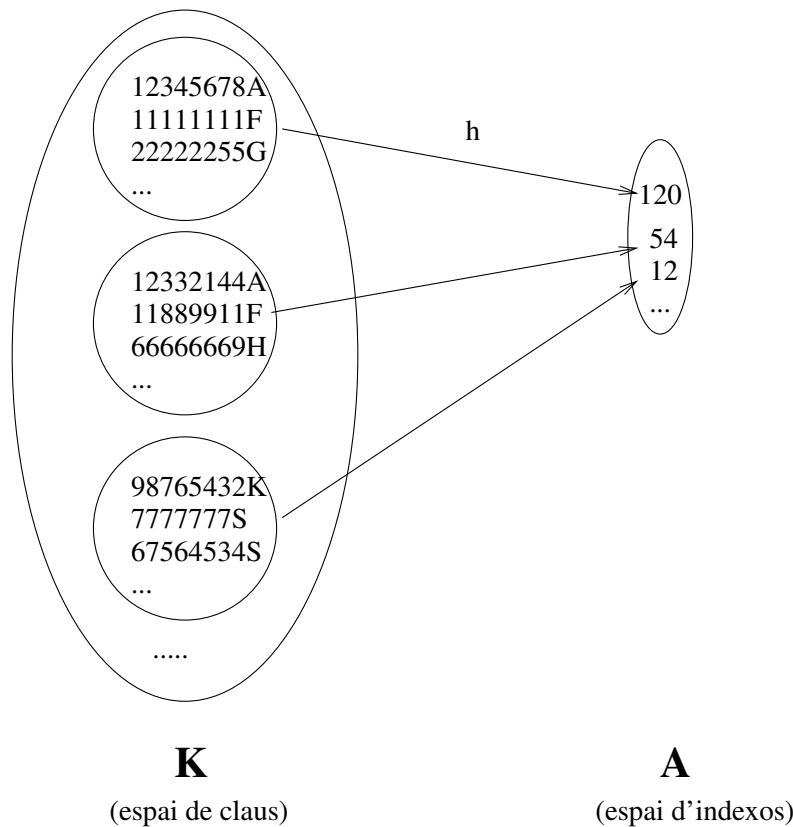 12345678A
11111111F
22222255G
...
h
120
54
12
...
12332144A
11889911F
66666669H
...
98765432K
7777777S
67564534S
...
.....
K
(espai de claus)
A
(espai d'indexos)